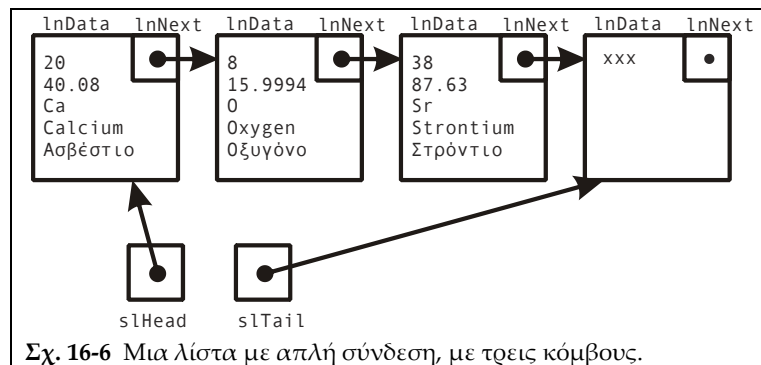 lnData lnNext lnData lnNext lnData lnNext lnData lnNext
20
40.08
Ca
Calcium
Ασβέστιο
8
15.9994
O
Oxygen
Οξυγόνο
38
87.63
Sr
Strontium
Στρόντιο
xxx
slHead slTail
Σχ. 16-6 Μια λίστα με απλή σύνδεση, με τρεις κόμβους.